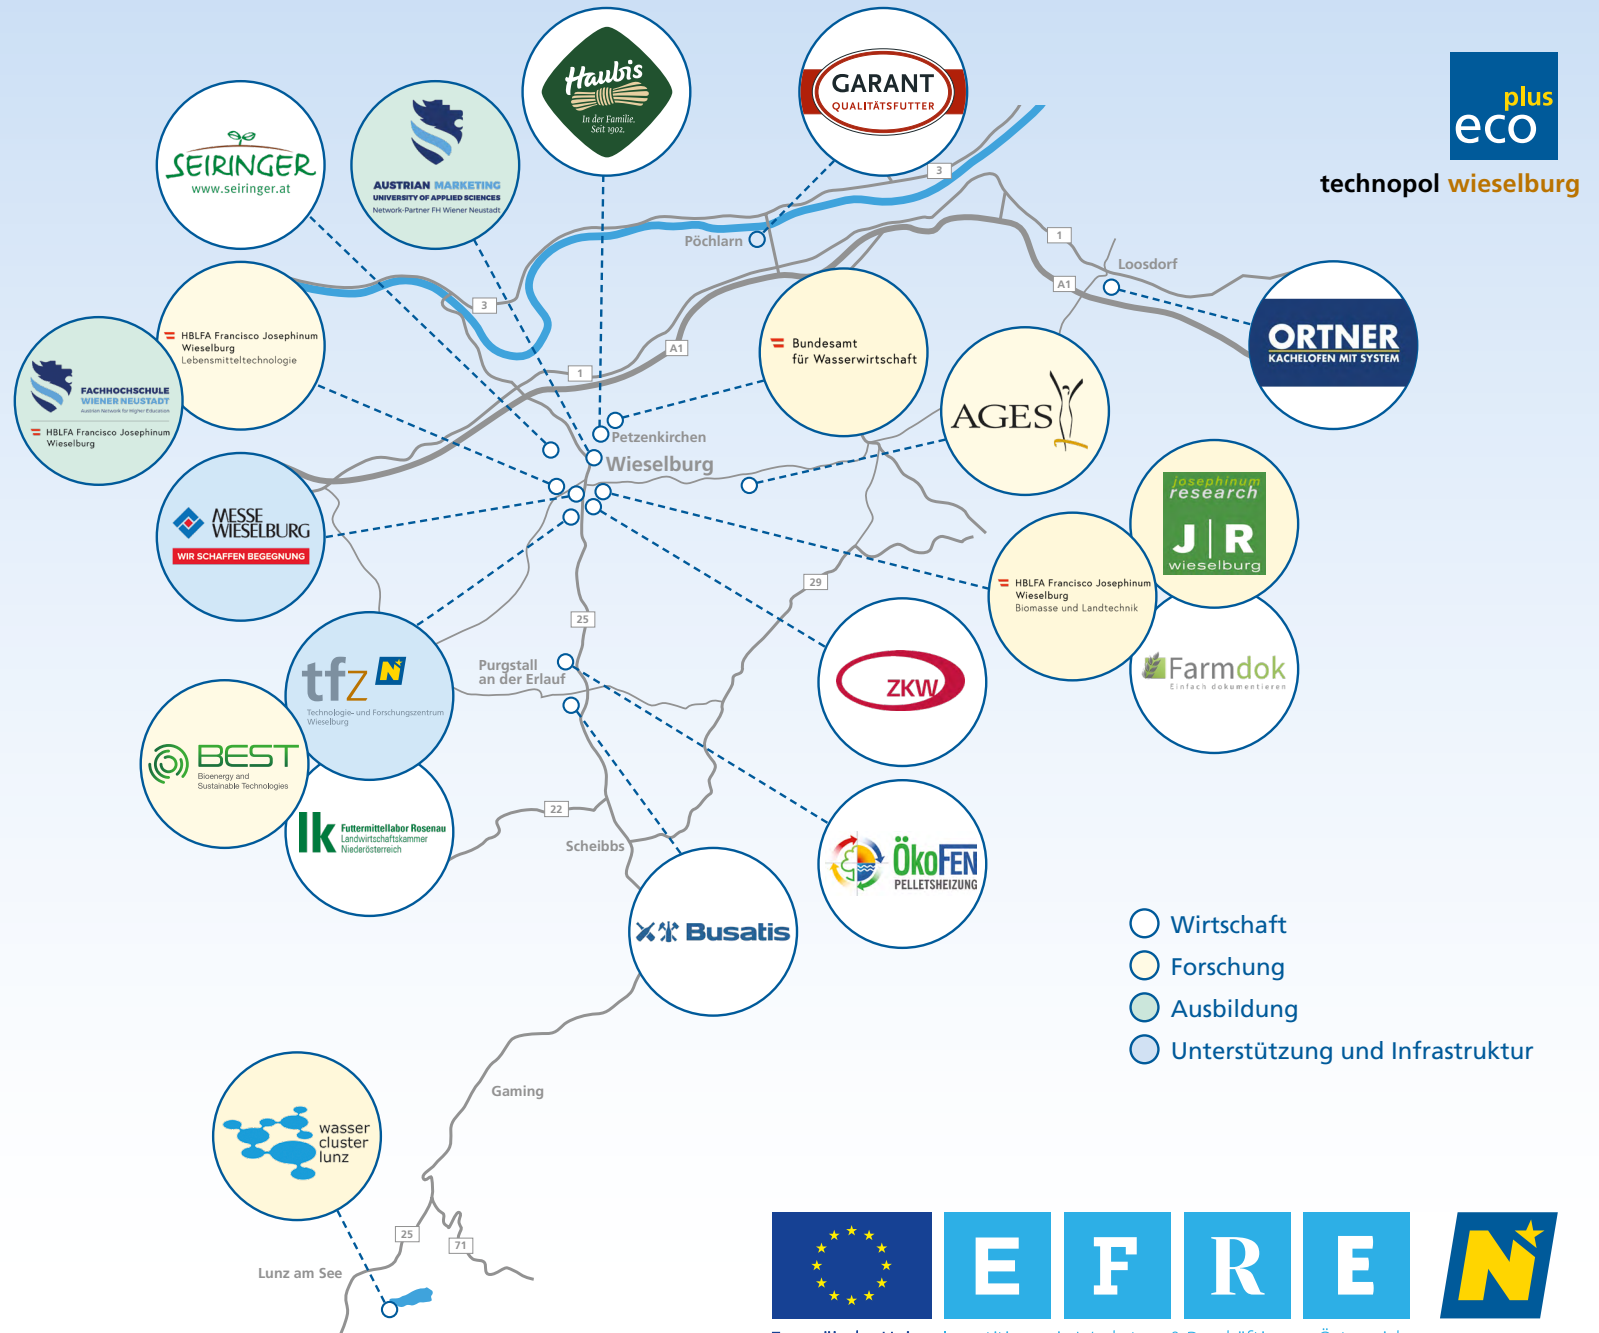 Haubis
In der Familie.
Seit 1902.
GARANT
QUALITÄTSFUTTER
plus
eco
technopol wieselburg
SEIRINGER
www.seiringer.at
AUSTRIAN MARKETING
UNIVERSITY OF APPLIED SCIENCES
Network-Partner FH Wiener Neustadt
3
Pöchlarn
1
Loosdorf
A1
3
HBLFA Francisco Josephinum
Wieselburg
Lebensmitteltechnologie
Bundesamt
für Wasserwirtschaft
ORTNER
KACHELOFEN MIT SYSTEM
A1
1
FACHHOCHSCHULE
WIENER NEUSTADT
Austrian Network for Higher Education
HBLFA Francisco Josephinum
Wieselburg
AGES
Petzenkirchen
Wieselburg
MESSE
WIESELBURG
WIR SCHAFFEN BEGEGNUNG
josephinum
research
J|R
wieselburg
29
HBLFA Francisco Josephinum
Wieselburg
Biomasse und Landtechnik
25
Purgstall
an der Erlauf
tfz N
Technologie- und Forschungszentrum
Wieselburg
ZKW
Farmdok
Einfach dokumentieren
BEST
Bioenergy and
Sustainable Technologies
22
lk
Futtermittellabor Rosenau
Landwirtschaftskammer
Niederösterreich
Scheibbs
ÖkoFEN
PELLETSHEIZUNG
Busatis
Wirtschaft
Forschung
Ausbildung
Unterstützung und Infrastruktur
Gaming
wasser
cluster
lunz
25
71
Lunz am See
E F R E N